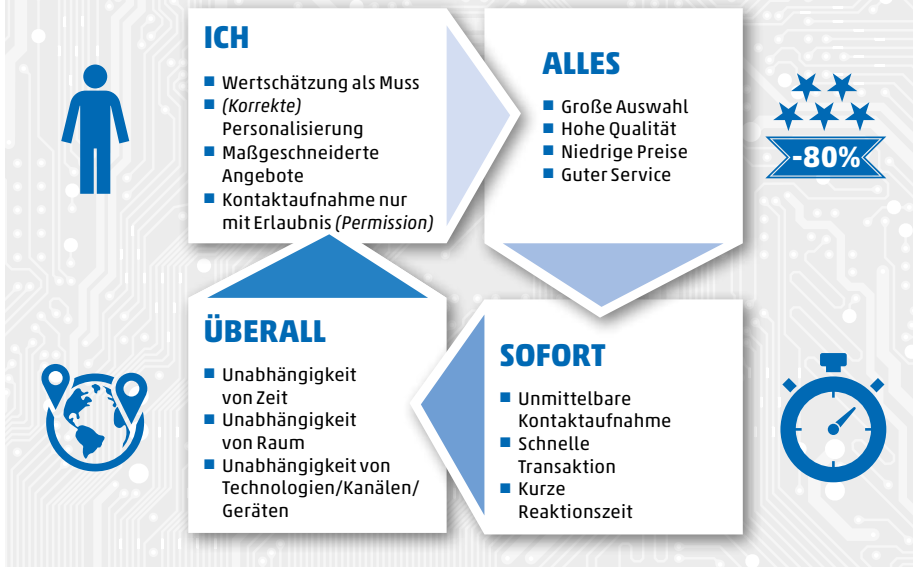 ICH
■ Wertschätzung als Muss
■ (Korrekte)
Personalisierung
■ Maßgeschneiderte
Angebote
■ Kontaktaufnahme nur
mit Erlaubnis (Permission)
ALLES
■ Große Auswahl
■ Hohe Qualität
■ Niedrige Preise
■ Guter Service
-80%
SOFORT
■ Unmittelbare
Kontaktaufnahme
■ Schnelle
Transaktion
■ Kurze
Reaktionszeit
ÜBERALL
■ Unabhängigkeit
von Zeit
■ Unabhängigkeit
von Raum
■ Unabhängigkeit von
Technologien/Kanälen/
Geräten